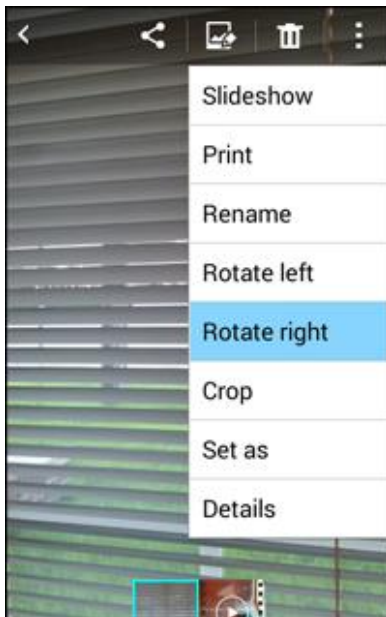 Slideshow
Print
Rename
Rotate left
Rotate right
Crop
Set as
Details